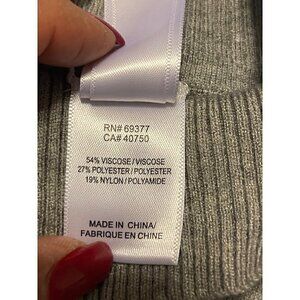 RN# 69377
CA# 40750
54% VISCOSE / VISCOSE
27% POLYESTER / POLYESTER
19% NYLON / POLYAMIDE
MADE IN CHINA/
FABRIQUE EN CHINE